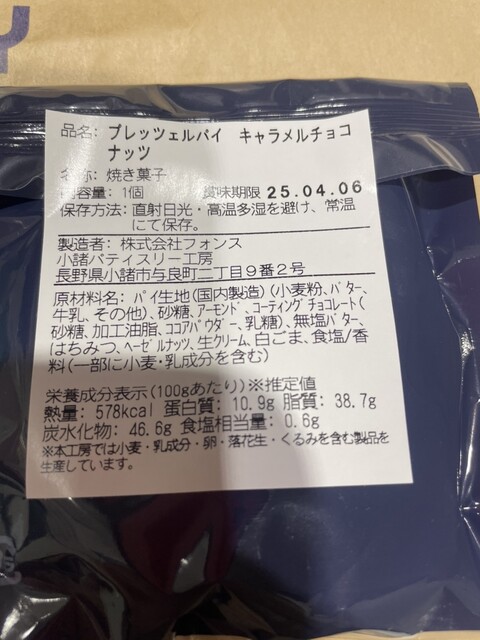 Y
品名: プレッツェルパイ キャラメルチョコ
ナッツ
名称: 焼き菓子
内容量: 1個 賞味期限 25.04.06
保存方法: 直射日光・高温多湿を避け、常温
にて保存。
製造者: 株式会社フォンス
小諸パティスリー工房
長野県小諸市与良町二丁目9番2号
原材料名: パイ生地(国内製造)(小麦粉、バター、
牛乳、その他)、砂糖、アーモンド、コーティングチョコレート(
砂糖、加工油脂、ココアパウダー、乳糖)、無塩バター、
はちみつ、ヘーゼルナッツ、生クリーム、白ごま、食塩/香
料(一部に小麦・乳成分を含む)
栄養成分表示(100gあたり)※推定値
熱量: 578kcal 蛋白質: 10.9g 脂質: 38.7g
炭水化物: 46.6g 食塩相当量: 0.6g
※本工房では小麦・乳成分・卵・落花生・くるみを含む製品を
生産しています。